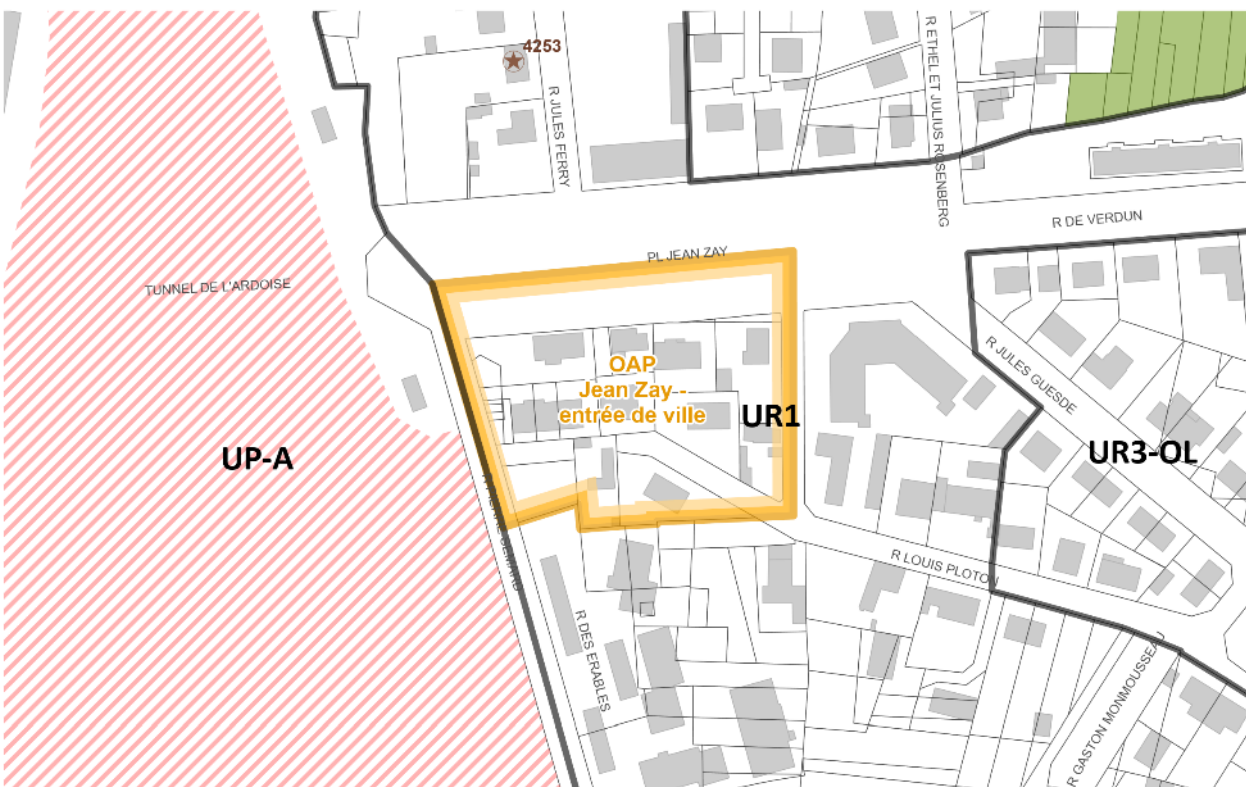 4253
R JULES FERRY
R ETHEL ET JULIUS ROSENBERG
R DE VERDUN
PL JEAN ZAY
TUNNEL DE L'ARDOISE
R JULES GUESDE
OAP
Jean Zay -
entrée de ville
UR1
UR3-OL
UP-A
R LOUIS PLOTON
R DES ERABLES
R GASTON MONMOUSSEAU